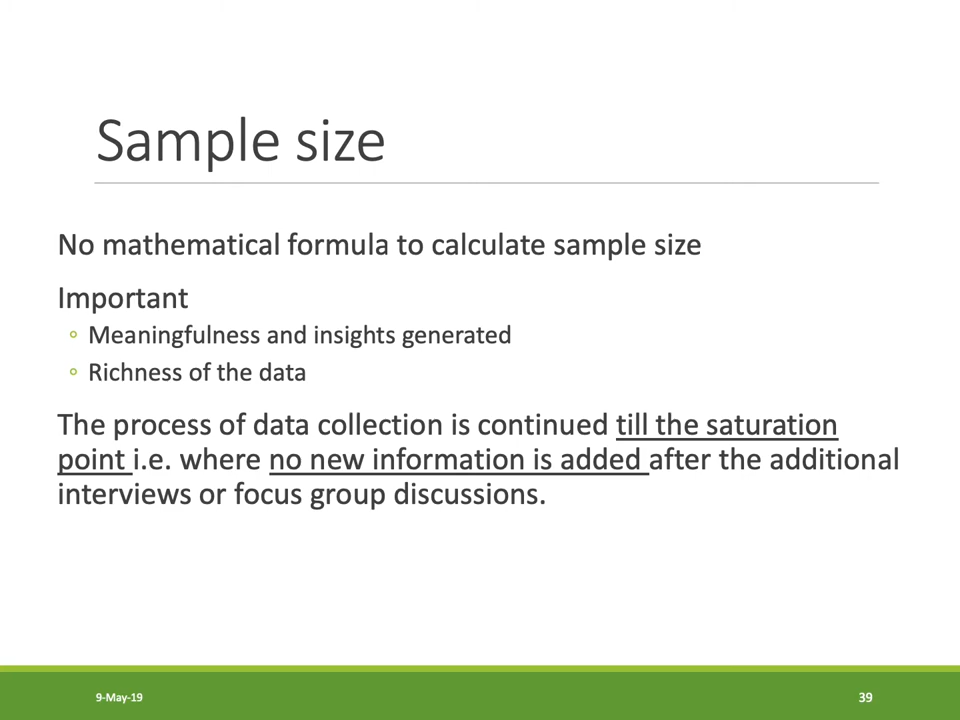 Sample size
No mathematical formula to calculate sample size
Important
◦ Meaningfulness and insights generated
◦ Richness of the data
The process of data collection is continued till the saturation
point i.e. where no new information is added after the additional
interviews or focus group discussions.
9-May-19
39